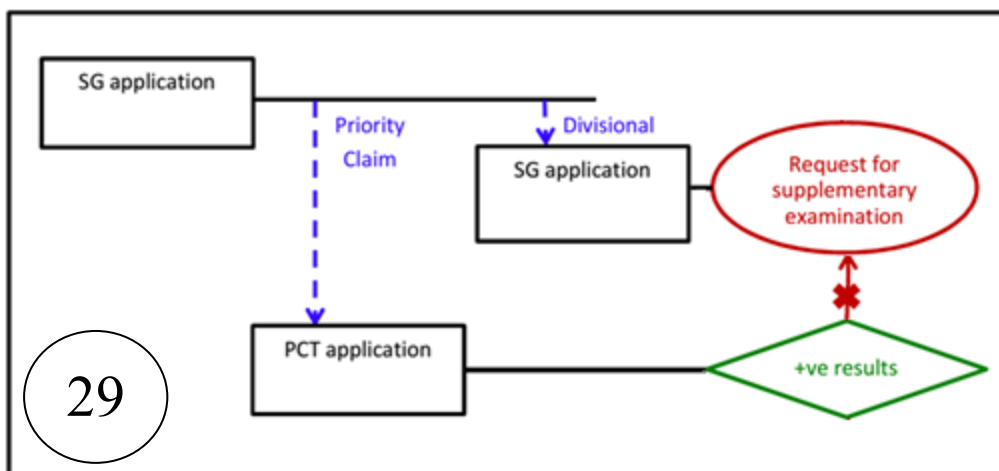 SG application
Priority
Claim
Divisional
SG application
Request for
supplementary
examination
PCT application
+ve results
29